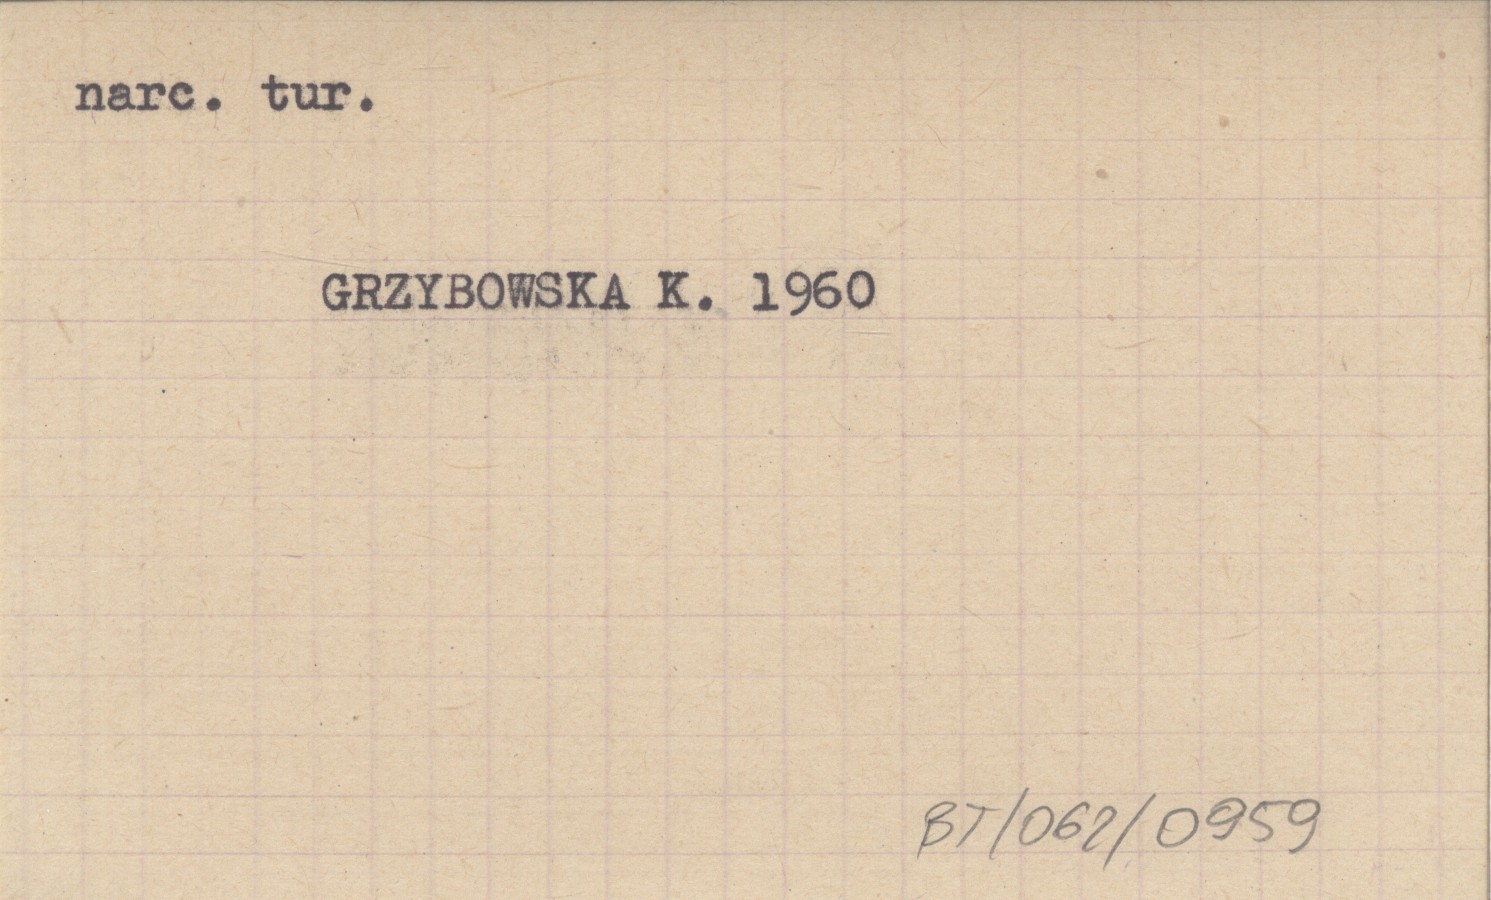 narc. tur.
GRZYBOWSKA K. 1960
BT/062/0959